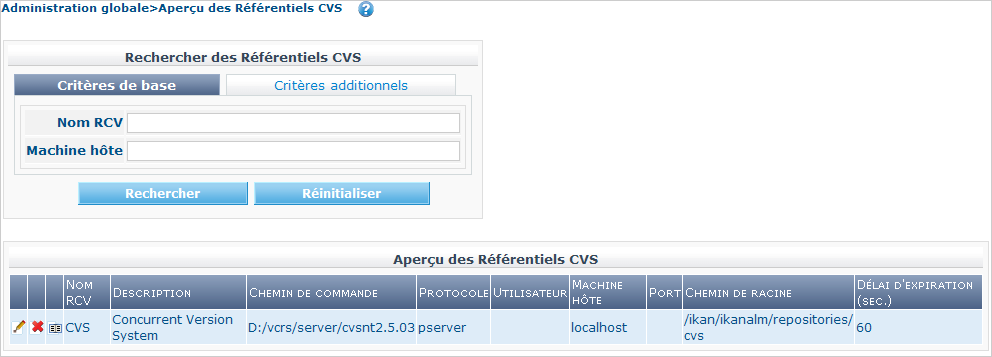 Administration globale>Aperçu des Référentiels CVS ?
Rechercher des Référentiels CVS
Critères de base Critères additionnels
Nom RCV
Machine hôte
Rechercher Réinitialiser
Aperçu des Référentiels CVS
Nom RCV Description Chemin de commande Protocole Utilisateur Machine hôte Port Chemin de racine Délai d'expiration (sec.)
CVS Concurrent Version System D:/vcrs/server/cvsnt2.5.03 pserver localhost /ikan/ikanalm/repositories/cvs 60